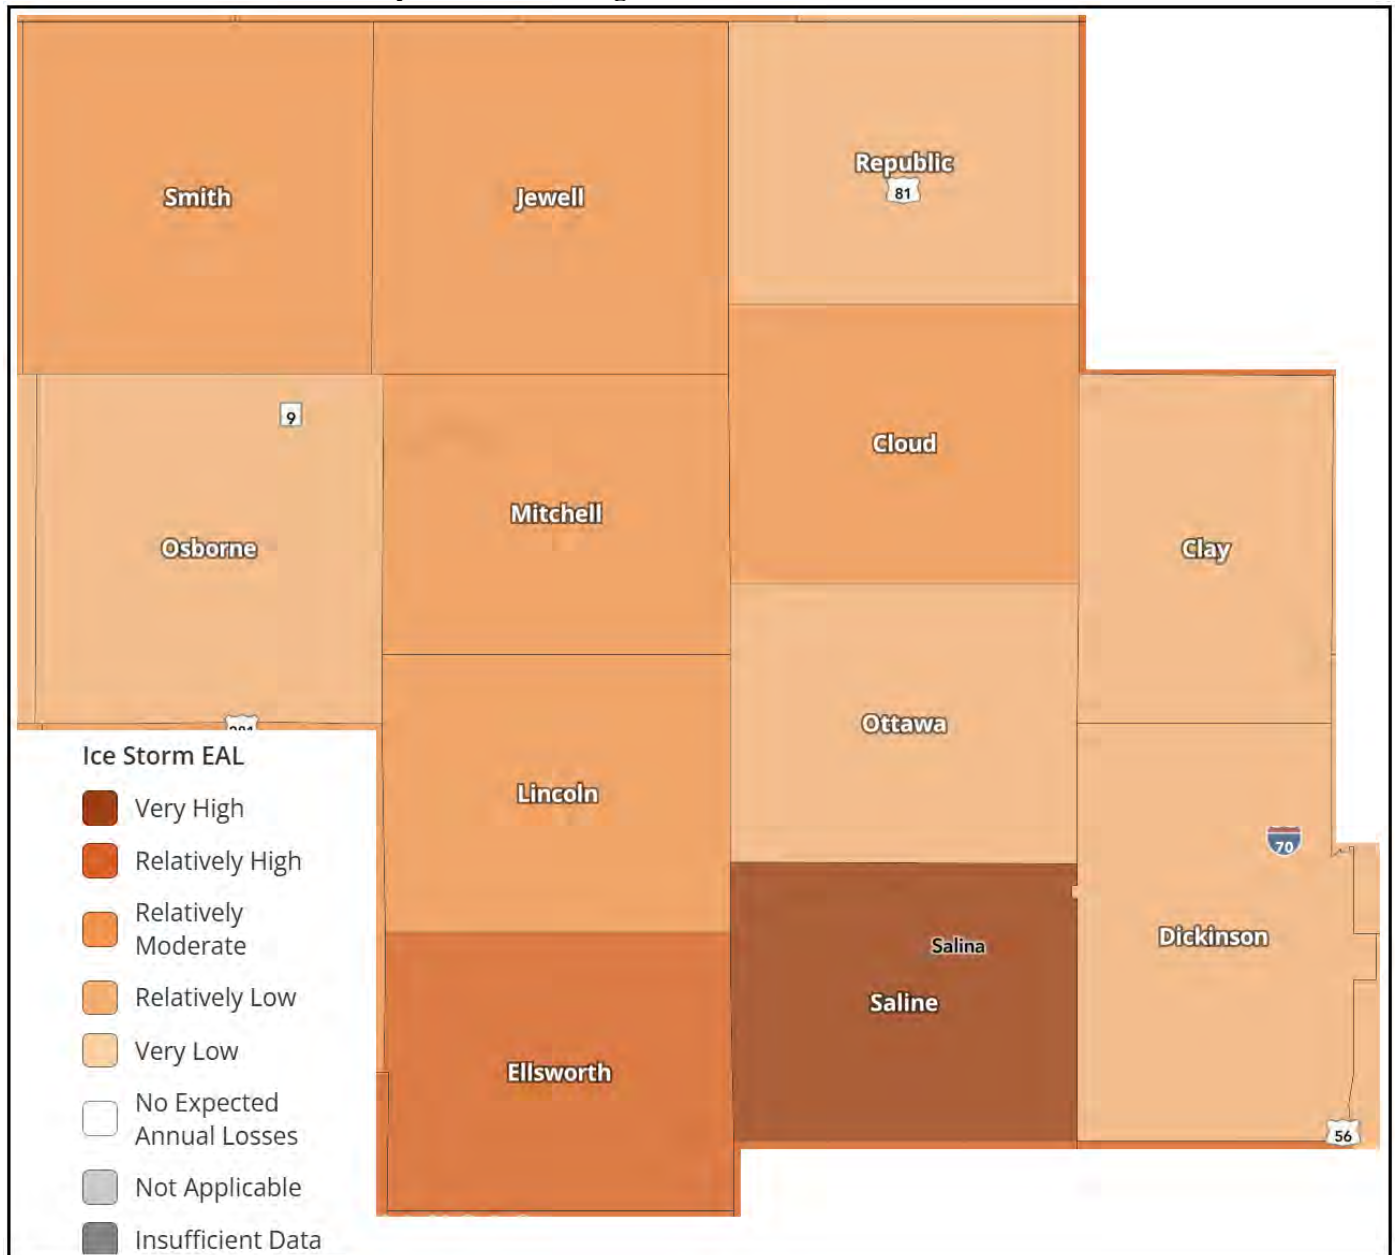 Republic
81
Smith
Jewell
9
Cloud
Mitchell
Osborne
Clay
Ottawa
Ice Storm EAL
Lincoln
Very High
70
Relatively High
Relatively
Moderate
Dickinson
Salina
Relatively Low
Saline
Very Low
Ellsworth
No Expected
Annual Losses
56
Not Applicable
Insufficient Data